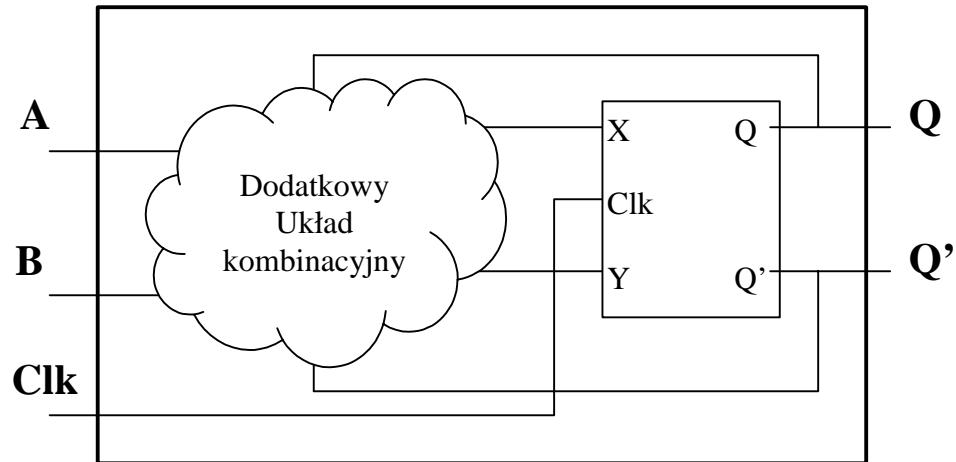 A
X
Q
Q
Dodatkowy
Układ
kombinacyjny
Clk
B
Y
Q’
Q’
Clk